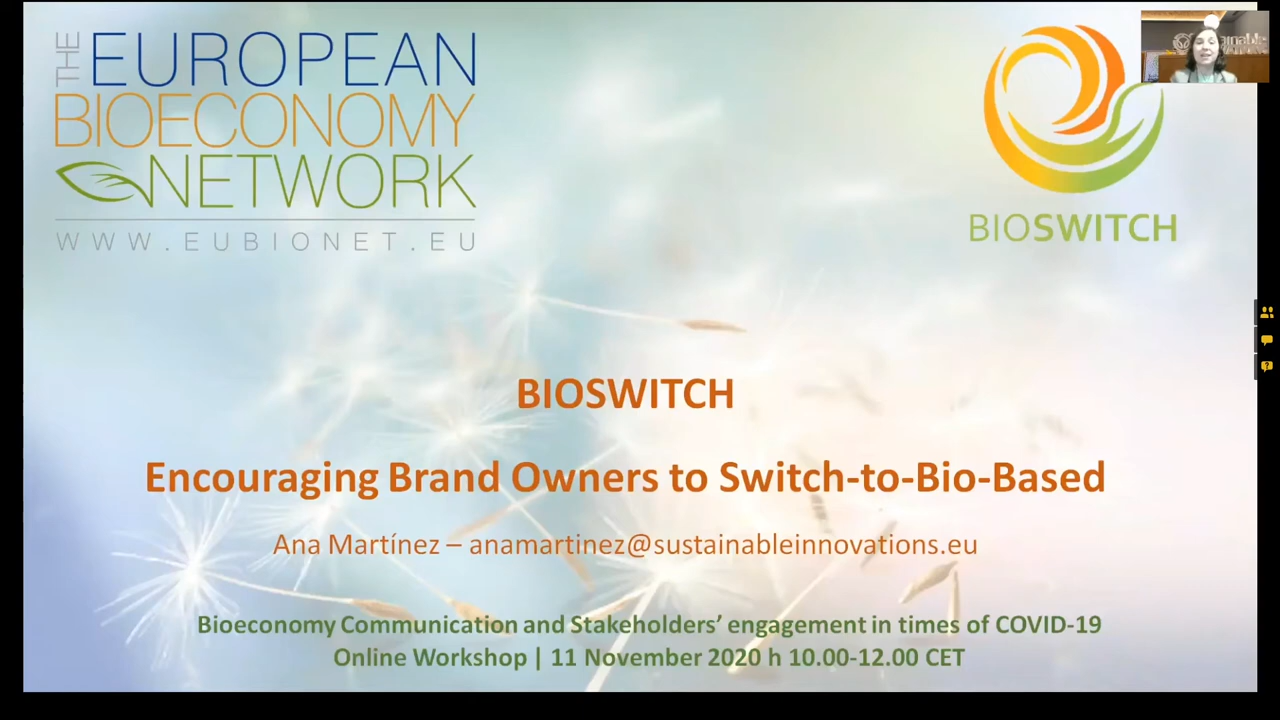 THE EUROPEAN
BIOECONOMY
NETWORK
WWW.EUBIONET.EU
BIOSWITCH
BIOSWITCH
Encouraging Brand Owners to Switch-to-Bio-Based
Ana Martínez – anamartinez@sustainableinnovations.eu
Bioeconomy Communication and Stakeholders’ engagement in times of COVID-19
Online Workshop | 11 November 2020 h 10.00-12.00 CET